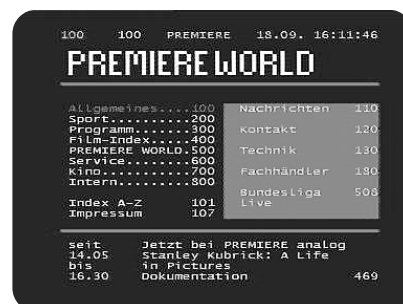 100 100 PREMIERE 18.09. 16:11:46
PREMIERE WORLD
Allgemeines....100
Sport..........200
Programm.......300
Film-Index.....400
PREMIERE WORLD.500
Service........600
Kino...........700
Intern.........800
Index A-Z 101
Impressum 107
Nachrichten 110
Kontakt 120
Technik 130
Fachhändler 180
Bundesliga 508
Live
seit Jetzt bei PREMIERE analog
14.05 Stanley Kubrick: A Life
bis in Pictures
16.30 Dokumentation 469